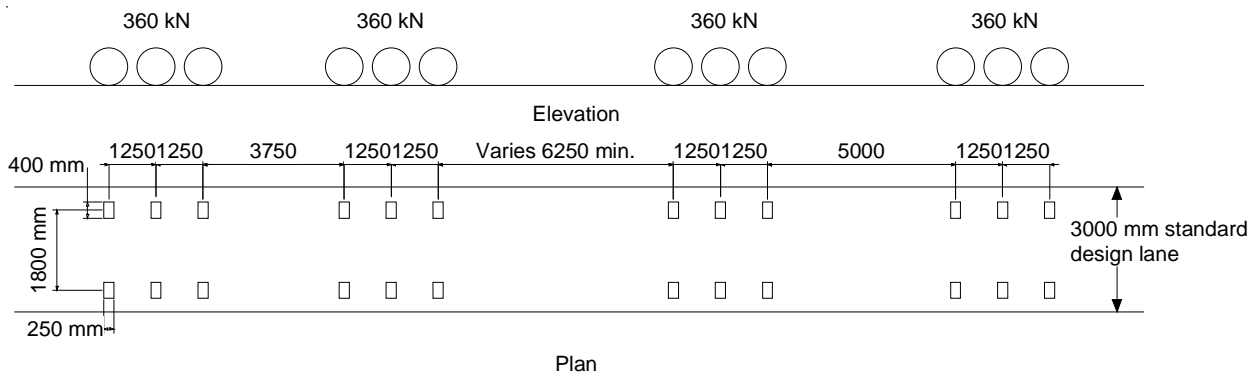 360 kN 360 kN 360 kN 360 kN
Elevation
12501250 3750 12501250 Varies 6250 min. 12501250 5000 12501250
400 mm
1800 mm
3000 mm standard
design lane
250 mm
Plan